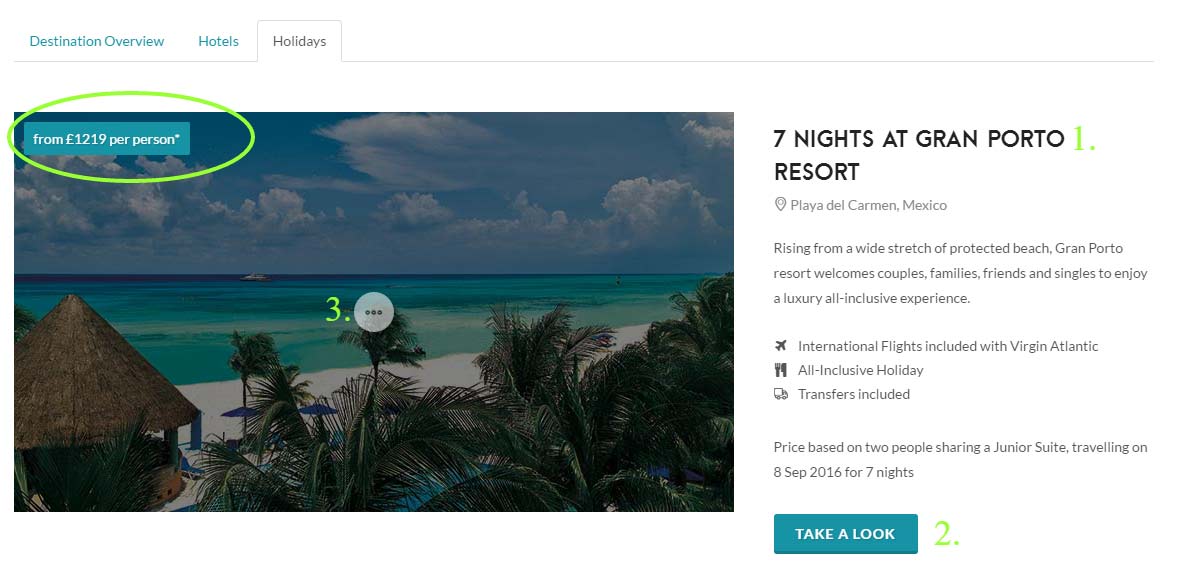 Destination Overview Hotels Holidays
from £1219 per person*
3.
7 NIGHTS AT GRAN PORTO 1.
RESORT
Playa del Carmen, Mexico
Rising from a wide stretch of protected beach, Gran Porto
resort welcomes couples, families, friends and singles to enjoy
a luxury all-inclusive experience.
International Flights included with Virgin Atlantic
All-Inclusive Holiday
Transfers included
Price based on two people sharing a Junior Suite, travelling on
8 Sep 2016 for 7 nights
TAKE A LOOK 2.